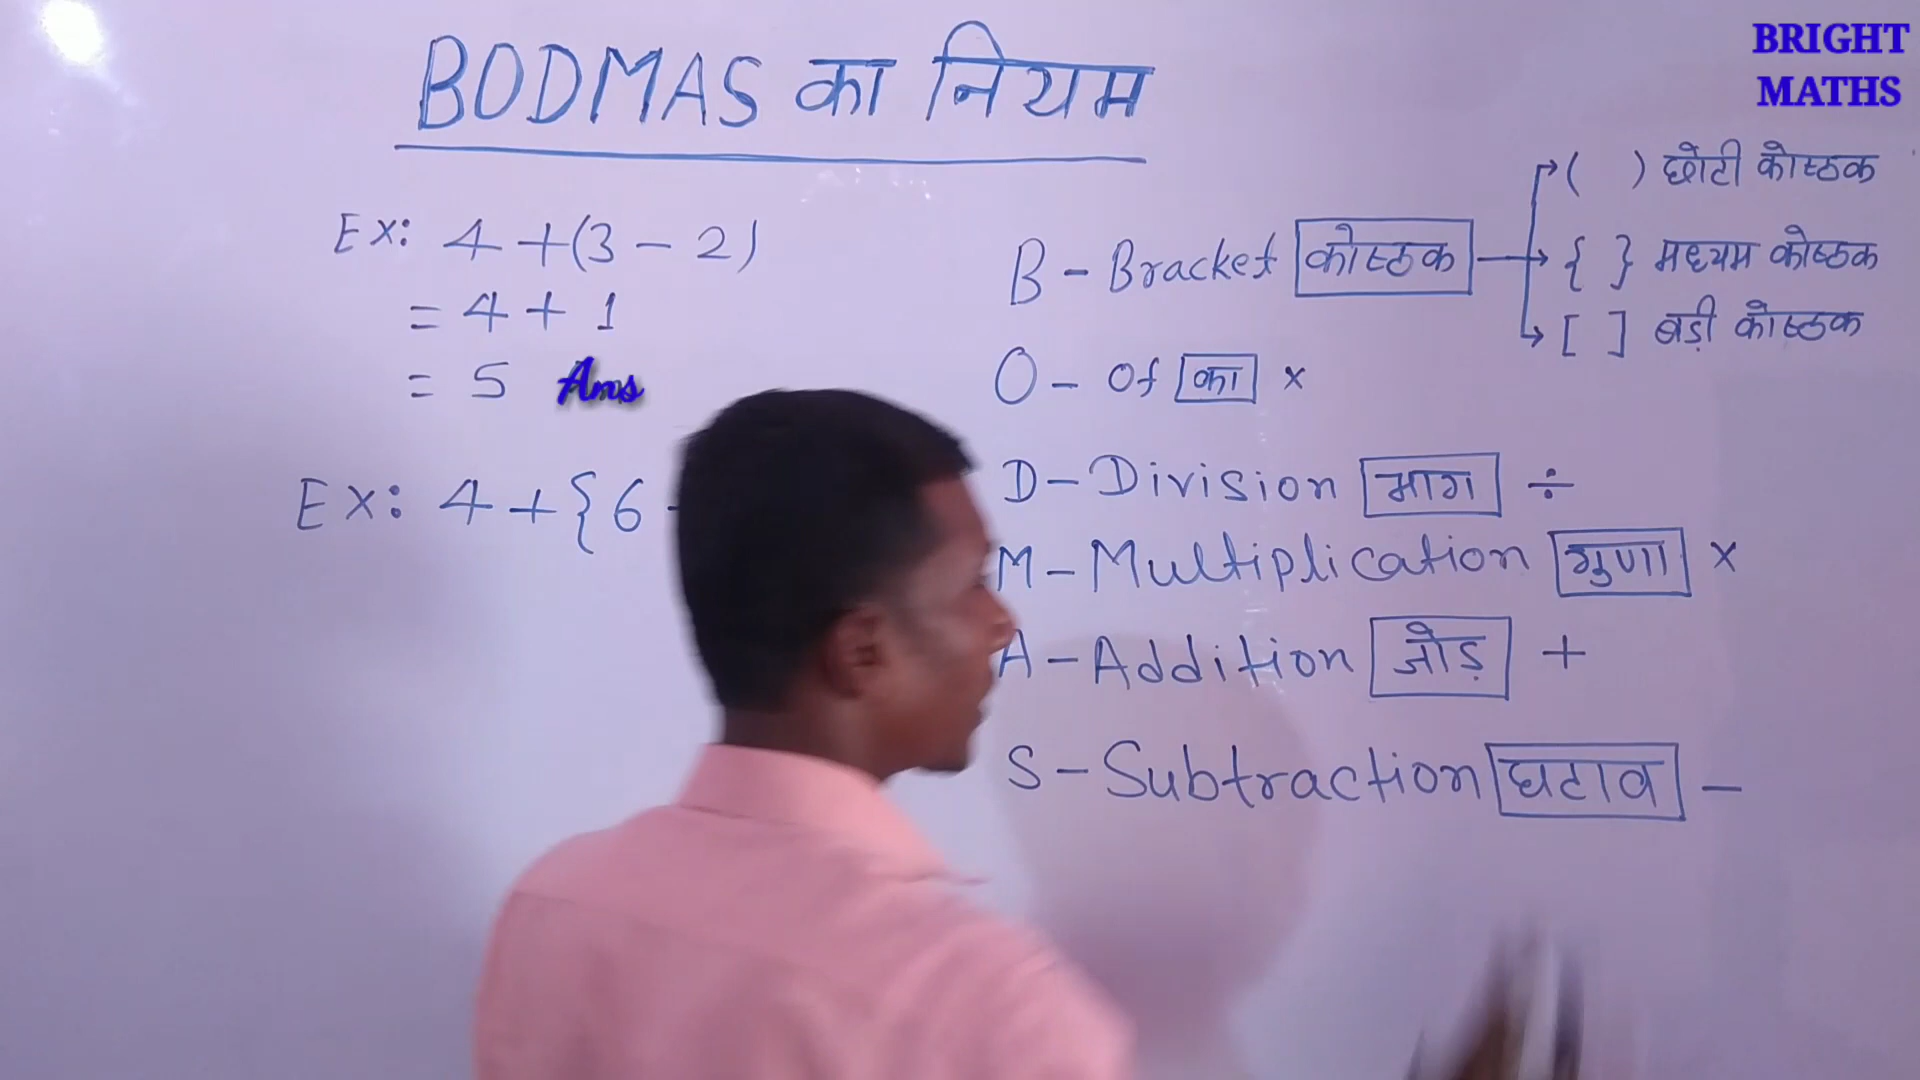 BRIGHT
MATHS
BODMAS का नियम
Ex: 4 + (3 - 2)
= 4 + 1
= 5 Ans
Ex: 4 + { 6
B - Bracket कोष्ठक
( ) छोटी कोष्ठक
{ } मध्यम कोष्ठक
[ ] बड़ी कोष्ठक
O - Of का ×
D - Division भाग ÷
M - Multiplication गुणा ×
A - Addition जोड़ +
S - Subtraction घटाव -